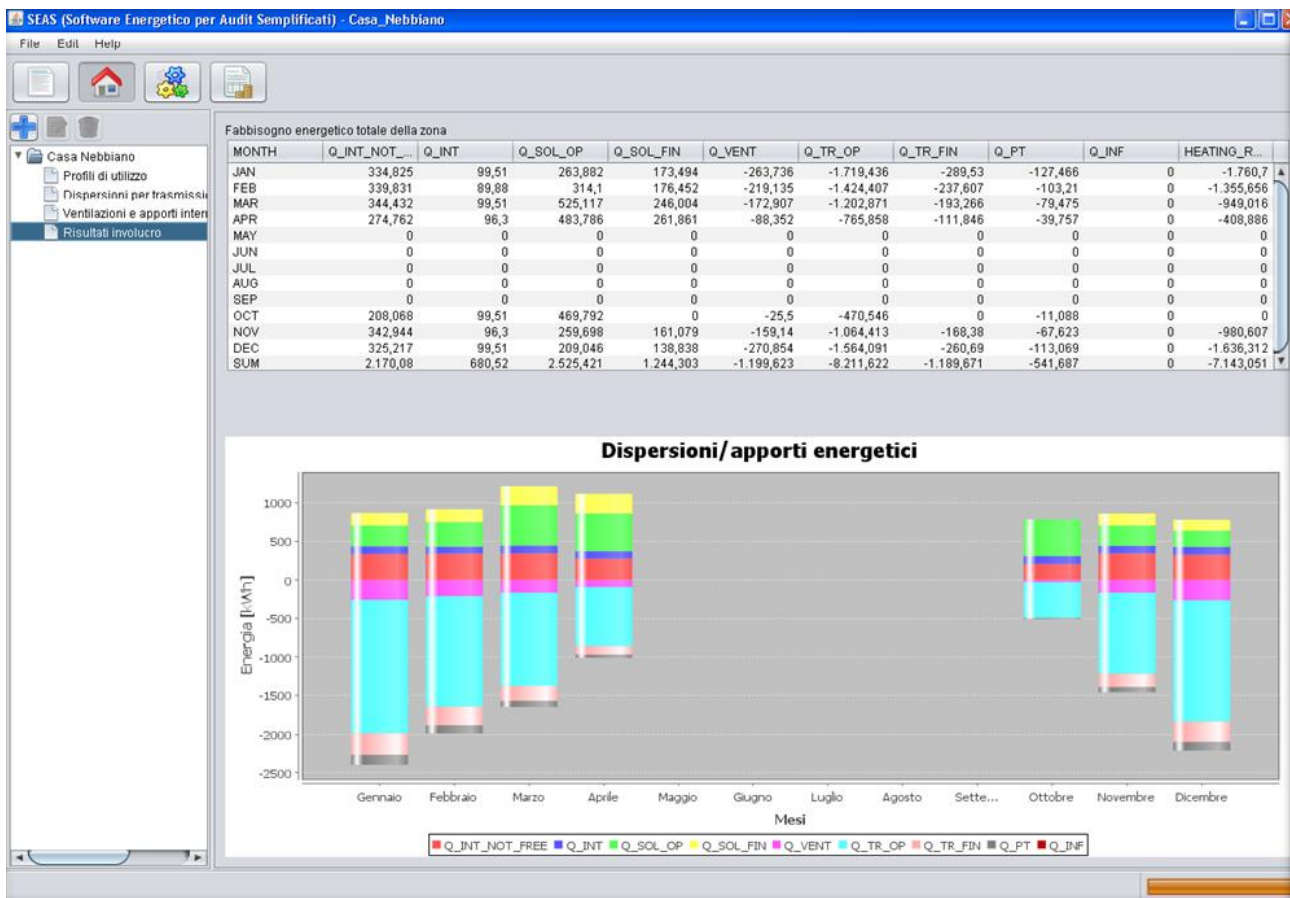 SEAS (Software Energetico per Audit Semplificati) - Casa_Nebbiano
File Edit Help
Casa Nebbiano
Profili di utilizzo
Dispersioni per trasmissi
Ventilazioni e apporti inter
Risultati involucro
Fabbisogno energetico totale della zona
MONTH Q_INT_NOT_... Q_INT Q_SOL_OP Q_SOL_FIN Q_VENT Q_TR_OP Q_TR_FIN Q_PT Q_INF HEATING_R...
JAN 334,825 99,51 263,882 173,494 -263,736 -1.719,436 -289,53 -127,466 0 -1.760,7
FEB 339,831 89,88 314,1 176,452 -219,135 -1.424,407 -237,607 -103,21 0 -1.355,656
MAR 344,432 99,51 525,117 246,004 -172,907 -1.202,871 -193,266 -79,475 0 -949,016
APR 274,762 96,3 483,786 261,861 -88,352 -765,858 -111,846 -39,757 0 -408,886
MAY 0 0 0 0 0 0 0 0 0 0
JUN 0 0 0 0 0 0 0 0 0 0
JUL 0 0 0 0 0 0 0 0 0 0
AUG 0 0 0 0 0 0 0 0 0 0
SEP 0 0 0 0 0 0 0 0 0 0
OCT 208,068 99,51 469,792 0 -25,5 -470,546 0 -11,088 0 0
NOV 342,944 96,3 259,698 161,079 -159,14 -1.064,413 -168,38 -67,623 0 -980,607
DEC 325,217 99,51 209,046 138,838 -270,854 -1.564,091 -260,69 -113,069 0 -1.636,312
SUM 2.170,08 680,52 2.525,421 1.244,303 -1.199,623 -8.211,622 -1.189,671 -541,687 0 -7.143,051
Dispersioni/apporti energetici
1000
500
0
-500
-1000
-1500
-2000
-2500
Energia [kWh]
Gennaio Febbraio Marzo Aprile Maggio Giugno Luglio Agosto Sette... Ottobre Novembre Dicembre
Mesi
Q_INT_NOT_FREE Q_INT Q_SOL_OP Q_SOL_FIN Q_VENT Q_TR_OP Q_TR_FIN Q_PT Q_INF